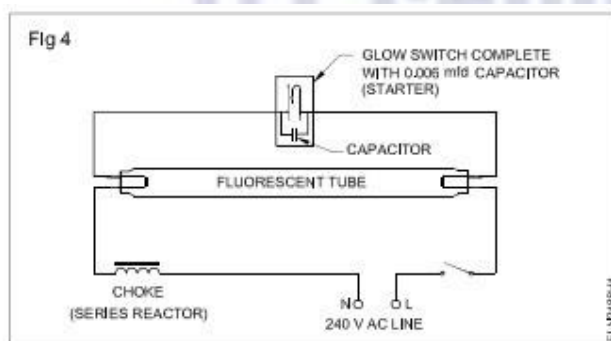 Fig 4
GLOW SWITCH COMPLETE
WITH 0.006 mfd CAPACITOR
(STARTER)
CAPACITOR
FLUORESCENT TUBE
CHOKE
(SERIES REACTOR)
N L
240 V AC LINE